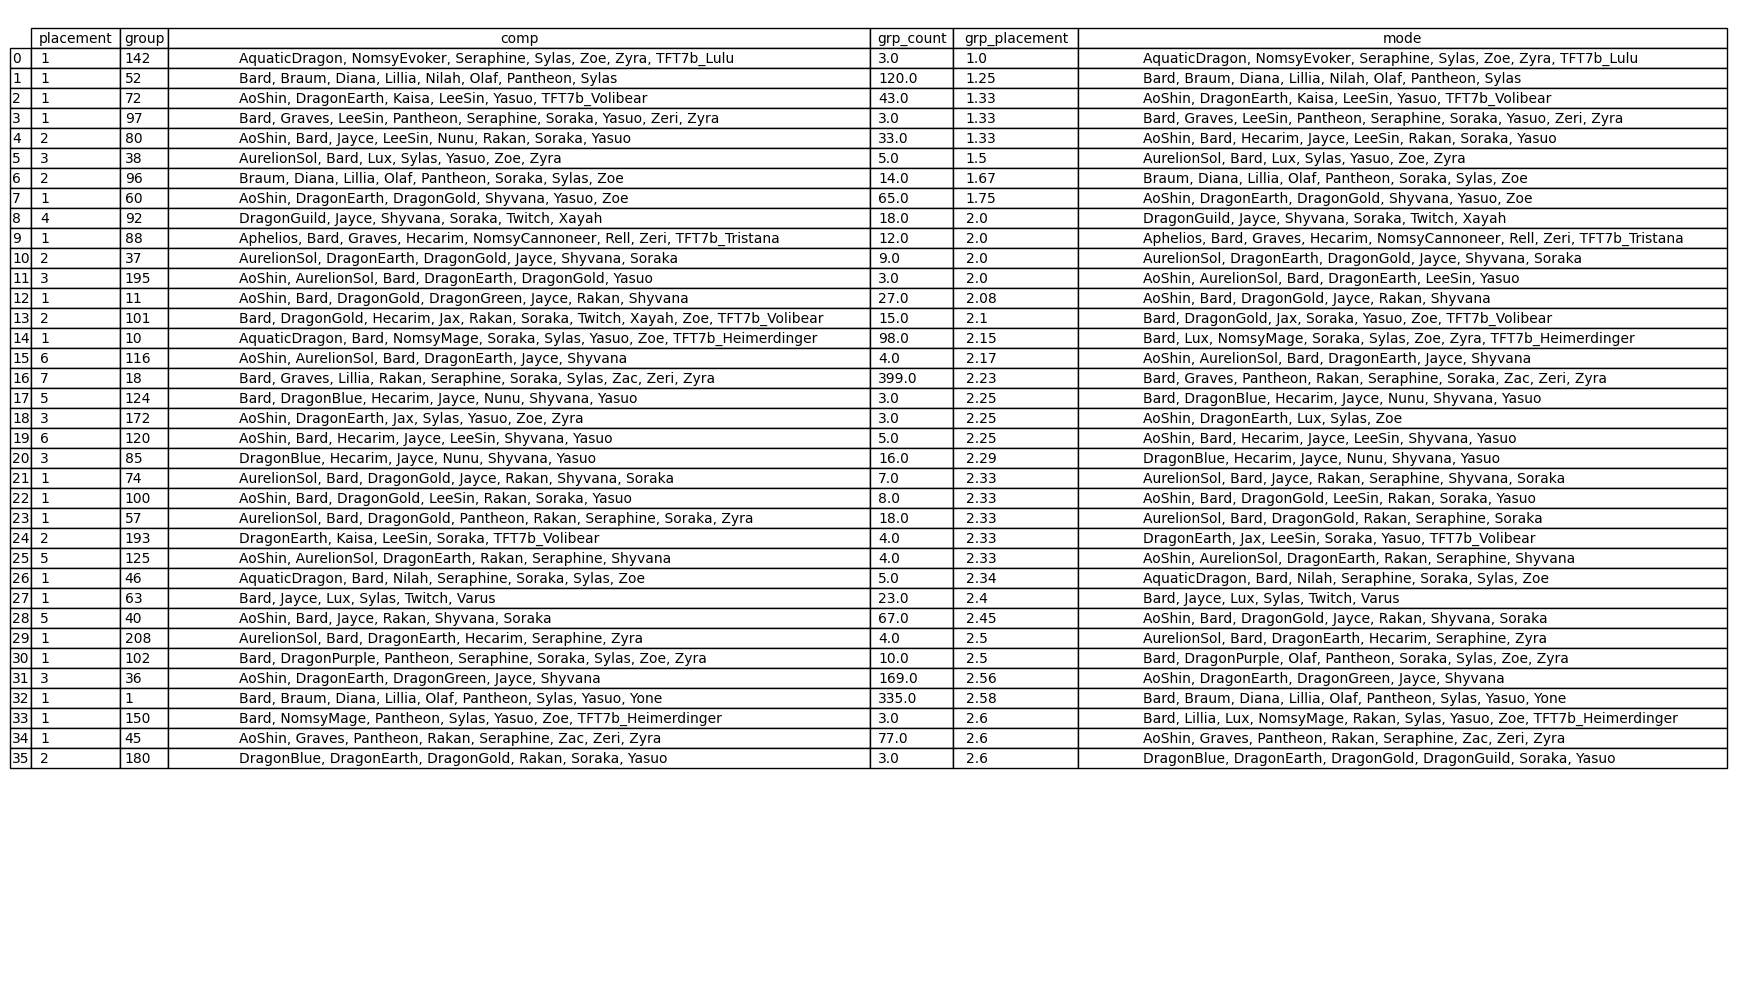 placement group comp grp_count grp_placement mode
0 1 142 AquaticDragon, NomsyEvoker, Seraphine, Sylas, Zoe, Zyra, TFT7b_Lulu 3.0 1.0 AquaticDragon, NomsyEvoker, Seraphine, Sylas, Zoe, Zyra, TFT7b_Lulu
1 1 52 Bard, Braum, Diana, Lillia, Nilah, Olaf, Pantheon, Sylas 120.0 1.25 Bard, Braum, Diana, Lillia, Nilah, Olaf, Pantheon, Sylas
2 1 72 AoShin, DragonEarth, Kaisa, LeeSin, Yasuo, TFT7b_Volibear 43.0 1.33 AoShin, DragonEarth, Kaisa, LeeSin, Yasuo, TFT7b_Volibear
3 1 97 Bard, Graves, LeeSin, Pantheon, Seraphine, Soraka, Yasuo, Zeri, Zyra 3.0 1.33 Bard, Graves, LeeSin, Pantheon, Seraphine, Soraka, Yasuo, Zeri, Zyra
4 2 80 AoShin, Bard, Jayce, LeeSin, Nunu, Rakan, Soraka, Yasuo 33.0 1.33 AoShin, Bard, Hecarim, Jayce, LeeSin, Rakan, Soraka, Yasuo
5 3 38 AurelionSol, Bard, Lux, Sylas, Yasuo, Zoe, Zyra 5.0 1.5 AurelionSol, Bard, Lux, Sylas, Yasuo, Zoe, Zyra
6 2 96 Braum, Diana, Lillia, Olaf, Pantheon, Soraka, Sylas, Zoe 14.0 1.67 Braum, Diana, Lillia, Olaf, Pantheon, Soraka, Sylas, Zoe
7 1 60 AoShin, DragonEarth, DragonGold, Shyvana, Yasuo, Zoe 65.0 1.75 AoShin, DragonEarth, DragonGold, Shyvana, Yasuo, Zoe
8 4 92 DragonGuild, Jayce, Shyvana, Soraka, Twitch, Xayah 18.0 2.0 DragonGuild, Jayce, Shyvana, Soraka, Twitch, Xayah
9 1 88 Aphelios, Bard, Graves, Hecarim, NomsyCannoneer, Rell, Zeri, TFT7b_Tristana 12.0 2.0 Aphelios, Bard, Graves, Hecarim, NomsyCannoneer, Rell, Zeri, TFT7b_Tristana
10 2 37 AurelionSol, DragonEarth, DragonGold, Jayce, Shyvana, Soraka 9.0 2.0 AurelionSol, DragonEarth, DragonGold, Jayce, Shyvana, Soraka
11 3 195 AoShin, AurelionSol, Bard, DragonEarth, DragonGold, Yasuo 3.0 2.0 AoShin, AurelionSol, Bard, DragonEarth, LeeSin, Yasuo
12 1 11 AoShin, Bard, DragonGold, DragonGreen, Jayce, Rakan, Shyvana 27.0 2.08 AoShin, Bard, DragonGold, Jayce, Rakan, Shyvana
13 2 101 Bard, DragonGold, Hecarim, Jax, Rakan, Soraka, Twitch, Xayah, Zoe, TFT7b_Volibear 15.0 2.1 Bard, DragonGold, Jax, Soraka, Yasuo, Zoe, TFT7b_Volibear
14 1 10 AquaticDragon, Bard, NomsyMage, Soraka, Sylas, Yasuo, Zoe, TFT7b_Heimerdinger 98.0 2.15 Bard, Lux, NomsyMage, Soraka, Sylas, Zoe, Zyra, TFT7b_Heimerdinger
15 6 116 AoShin, AurelionSol, Bard, DragonEarth, Jayce, Shyvana 4.0 2.17 AoShin, AurelionSol, Bard, DragonEarth, Jayce, Shyvana
16 7 18 Bard, Graves, Lillia, Rakan, Seraphine, Soraka, Sylas, Zac, Zeri, Zyra 399.0 2.23 Bard, Graves, Pantheon, Rakan, Seraphine, Soraka, Zac, Zeri, Zyra
17 5 124 Bard, DragonBlue, Hecarim, Jayce, Nunu, Shyvana, Yasuo 3.0 2.25 Bard, DragonBlue, Hecarim, Jayce, Nunu, Shyvana, Yasuo
18 3 172 AoShin, DragonEarth, Jax, Sylas, Yasuo, Zoe, Zyra 3.0 2.25 AoShin, DragonEarth, Lux, Sylas, Zoe
19 6 120 AoShin, Bard, Hecarim, Jayce, LeeSin, Shyvana, Yasuo 5.0 2.25 AoShin, Bard, Hecarim, Jayce, LeeSin, Shyvana, Yasuo
20 3 85 DragonBlue, Hecarim, Jayce, Nunu, Shyvana, Yasuo 16.0 2.29 DragonBlue, Hecarim, Jayce, Nunu, Shyvana, Yasuo
21 1 74 AurelionSol, Bard, DragonGold, Jayce, Rakan, Shyvana, Soraka 7.0 2.33 AurelionSol, Bard, Jayce, Rakan, Seraphine, Shyvana, Soraka
22 1 100 AoShin, Bard, DragonGold, LeeSin, Rakan, Soraka, Yasuo 8.0 2.33 AoShin, Bard, DragonGold, LeeSin, Rakan, Soraka, Yasuo
23 1 57 AurelionSol, Bard, DragonGold, Pantheon, Rakan, Seraphine, Soraka, Zyra 18.0 2.33 AurelionSol, Bard, DragonGold, Rakan, Seraphine, Soraka
24 2 193 DragonEarth, Kaisa, LeeSin, Soraka, TFT7b_Volibear 4.0 2.33 DragonEarth, Jax, LeeSin, Soraka, Yasuo, TFT7b_Volibear
25 5 125 AoShin, AurelionSol, DragonEarth, Rakan, Seraphine, Shyvana 4.0 2.33 AoShin, AurelionSol, DragonEarth, Rakan, Seraphine, Shyvana
26 1 46 AquaticDragon, Bard, Nilah, Seraphine, Soraka, Sylas, Zoe 5.0 2.34 AquaticDragon, Bard, Nilah, Seraphine, Soraka, Sylas, Zoe
27 1 63 Bard, Jayce, Lux, Sylas, Twitch, Varus 23.0 2.4 Bard, Jayce, Lux, Sylas, Twitch, Varus
28 5 40 AoShin, Bard, Jayce, Rakan, Shyvana, Soraka 67.0 2.45 AoShin, Bard, DragonGold, Jayce, Rakan, Shyvana, Soraka
29 1 208 AurelionSol, Bard, DragonEarth, Hecarim, Seraphine, Zyra 4.0 2.5 AurelionSol, Bard, DragonEarth, Hecarim, Seraphine, Zyra
30 1 102 Bard, DragonPurple, Pantheon, Seraphine, Soraka, Sylas, Zoe, Zyra 10.0 2.5 Bard, DragonPurple, Olaf, Pantheon, Soraka, Sylas, Zoe, Zyra
31 3 36 AoShin, DragonEarth, DragonGreen, Jayce, Shyvana 169.0 2.56 AoShin, DragonEarth, DragonGreen, Jayce, Shyvana
32 1 1 Bard, Braum, Diana, Lillia, Olaf, Pantheon, Sylas, Yasuo, Yone 335.0 2.58 Bard, Braum, Diana, Lillia, Olaf, Pantheon, Sylas, Yasuo, Yone
33 1 150 Bard, NomsyMage, Pantheon, Sylas, Yasuo, Zoe, TFT7b_Heimerdinger 3.0 2.6 Bard, Lillia, Lux, NomsyMage, Rakan, Sylas, Yasuo, Zoe, TFT7b_Heimerdinger
34 1 45 AoShin, Graves, Pantheon, Rakan, Seraphine, Zac, Zeri, Zyra 77.0 2.6 AoShin, Graves, Pantheon, Rakan, Seraphine, Zac, Zeri, Zyra
35 2 180 DragonBlue, DragonEarth, DragonGold, Rakan, Soraka, Yasuo 3.0 2.6 DragonBlue, DragonEarth, DragonGold, DragonGuild, Soraka, Yasuo